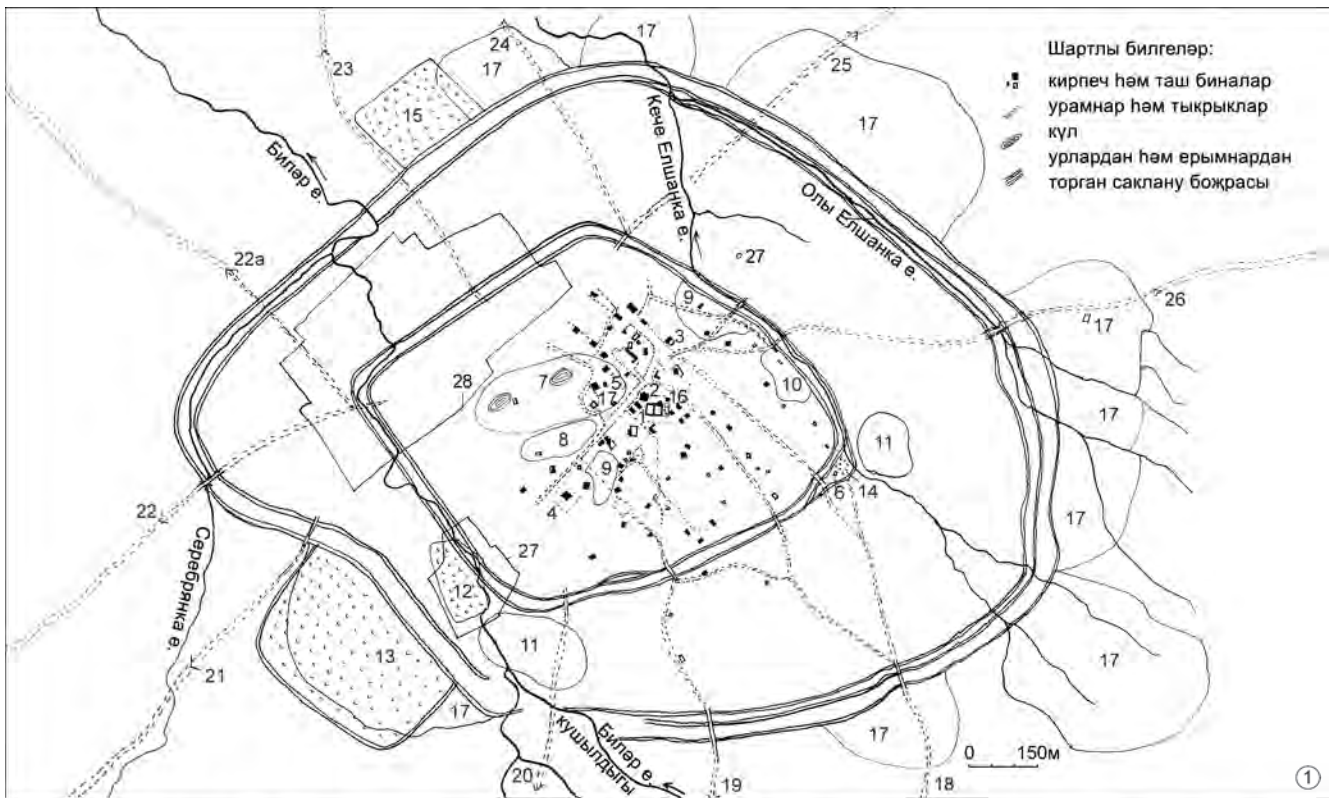 Шартлы билгеләр:
кирпеч һәм таш биналар
урамнар һәм тыкрыклар
күл
урлардан һәм ерымнардан
торган саклану боҗрасы
24
17
23
17
25
15
17
Кече Елшанка е.
Биләр е.
Олы Елшанка е.
27
22а
26
9
17
3
28
7
5
10
2
16
17
1
17
8
11
9
6
14
4
22
17
27
12
Серебрянка е.
13
11
17
21
17
17
Биләр е.
кушылдыгы
0 150м
20
19
18
1